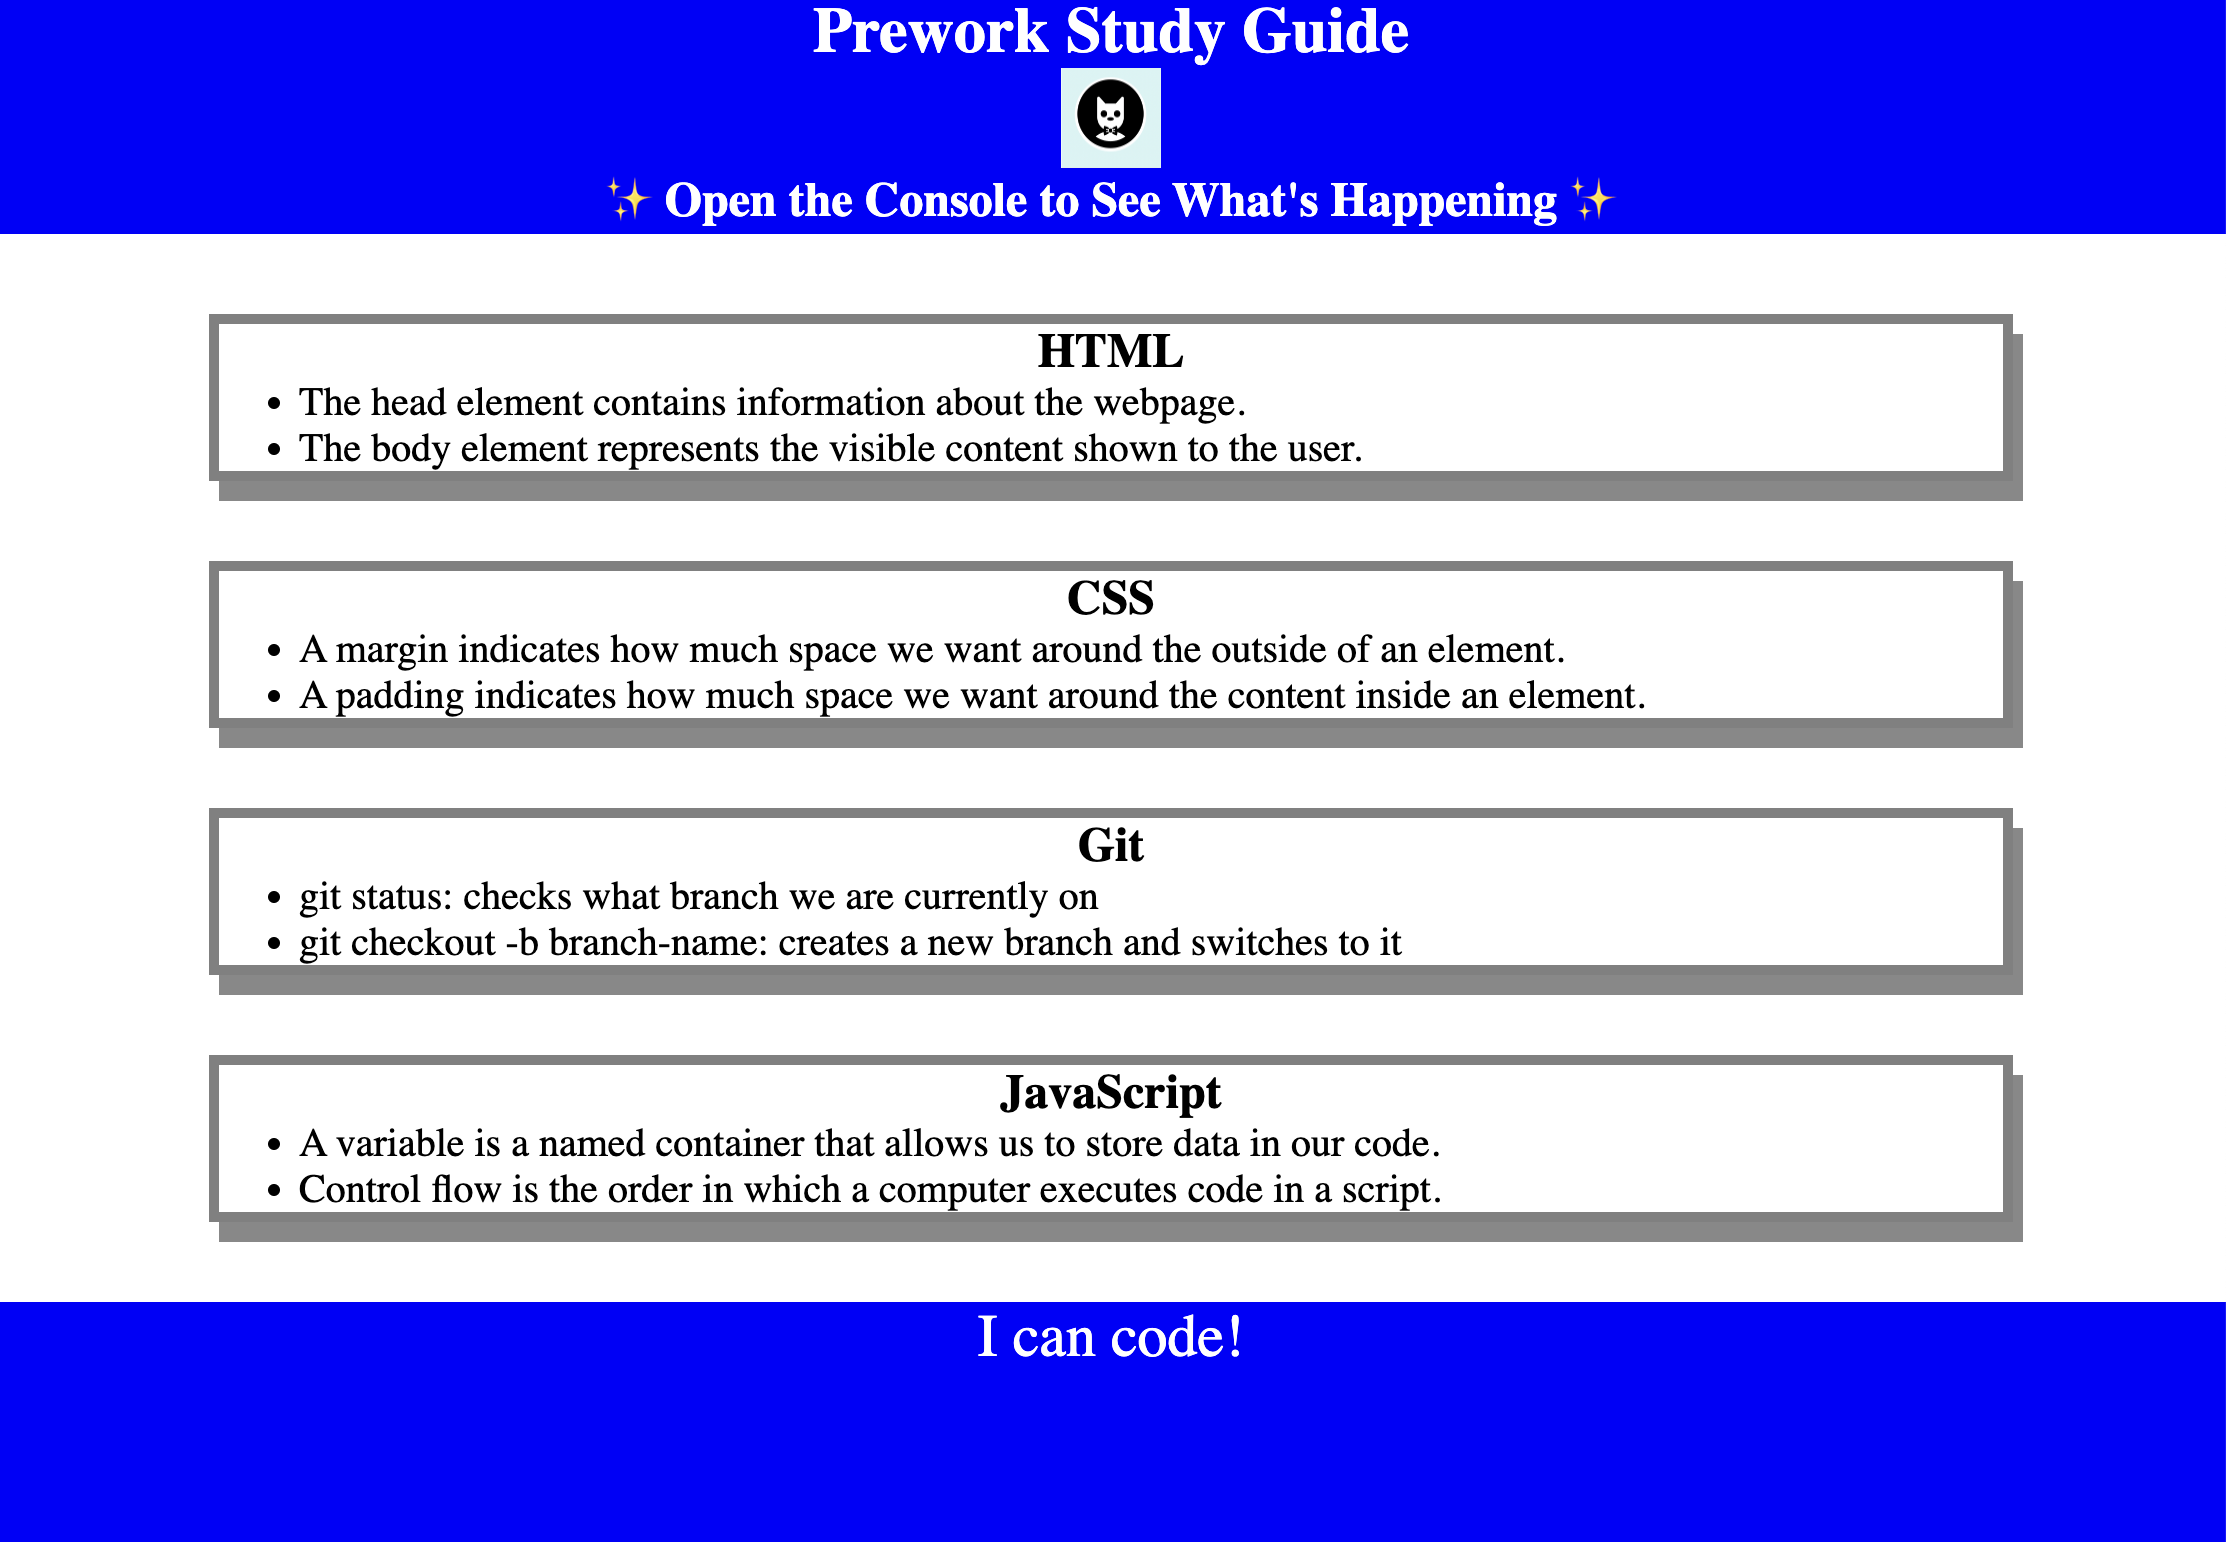 Prework Study Guide
✨ Open the Console to See What's Happening ✨
HTML
• The head element contains information about the webpage.
• The body element represents the visible content shown to the user.
CSS
• A margin indicates how much space we want around the outside of an element.
• A padding indicates how much space we want around the content inside an element.
Git
• git status: checks what branch we are currently on
• git checkout -b branch-name: creates a new branch and switches to it
JavaScript
• A variable is a named container that allows us to store data in our code.
• Control flow is the order in which a computer executes code in a script.
I can code!